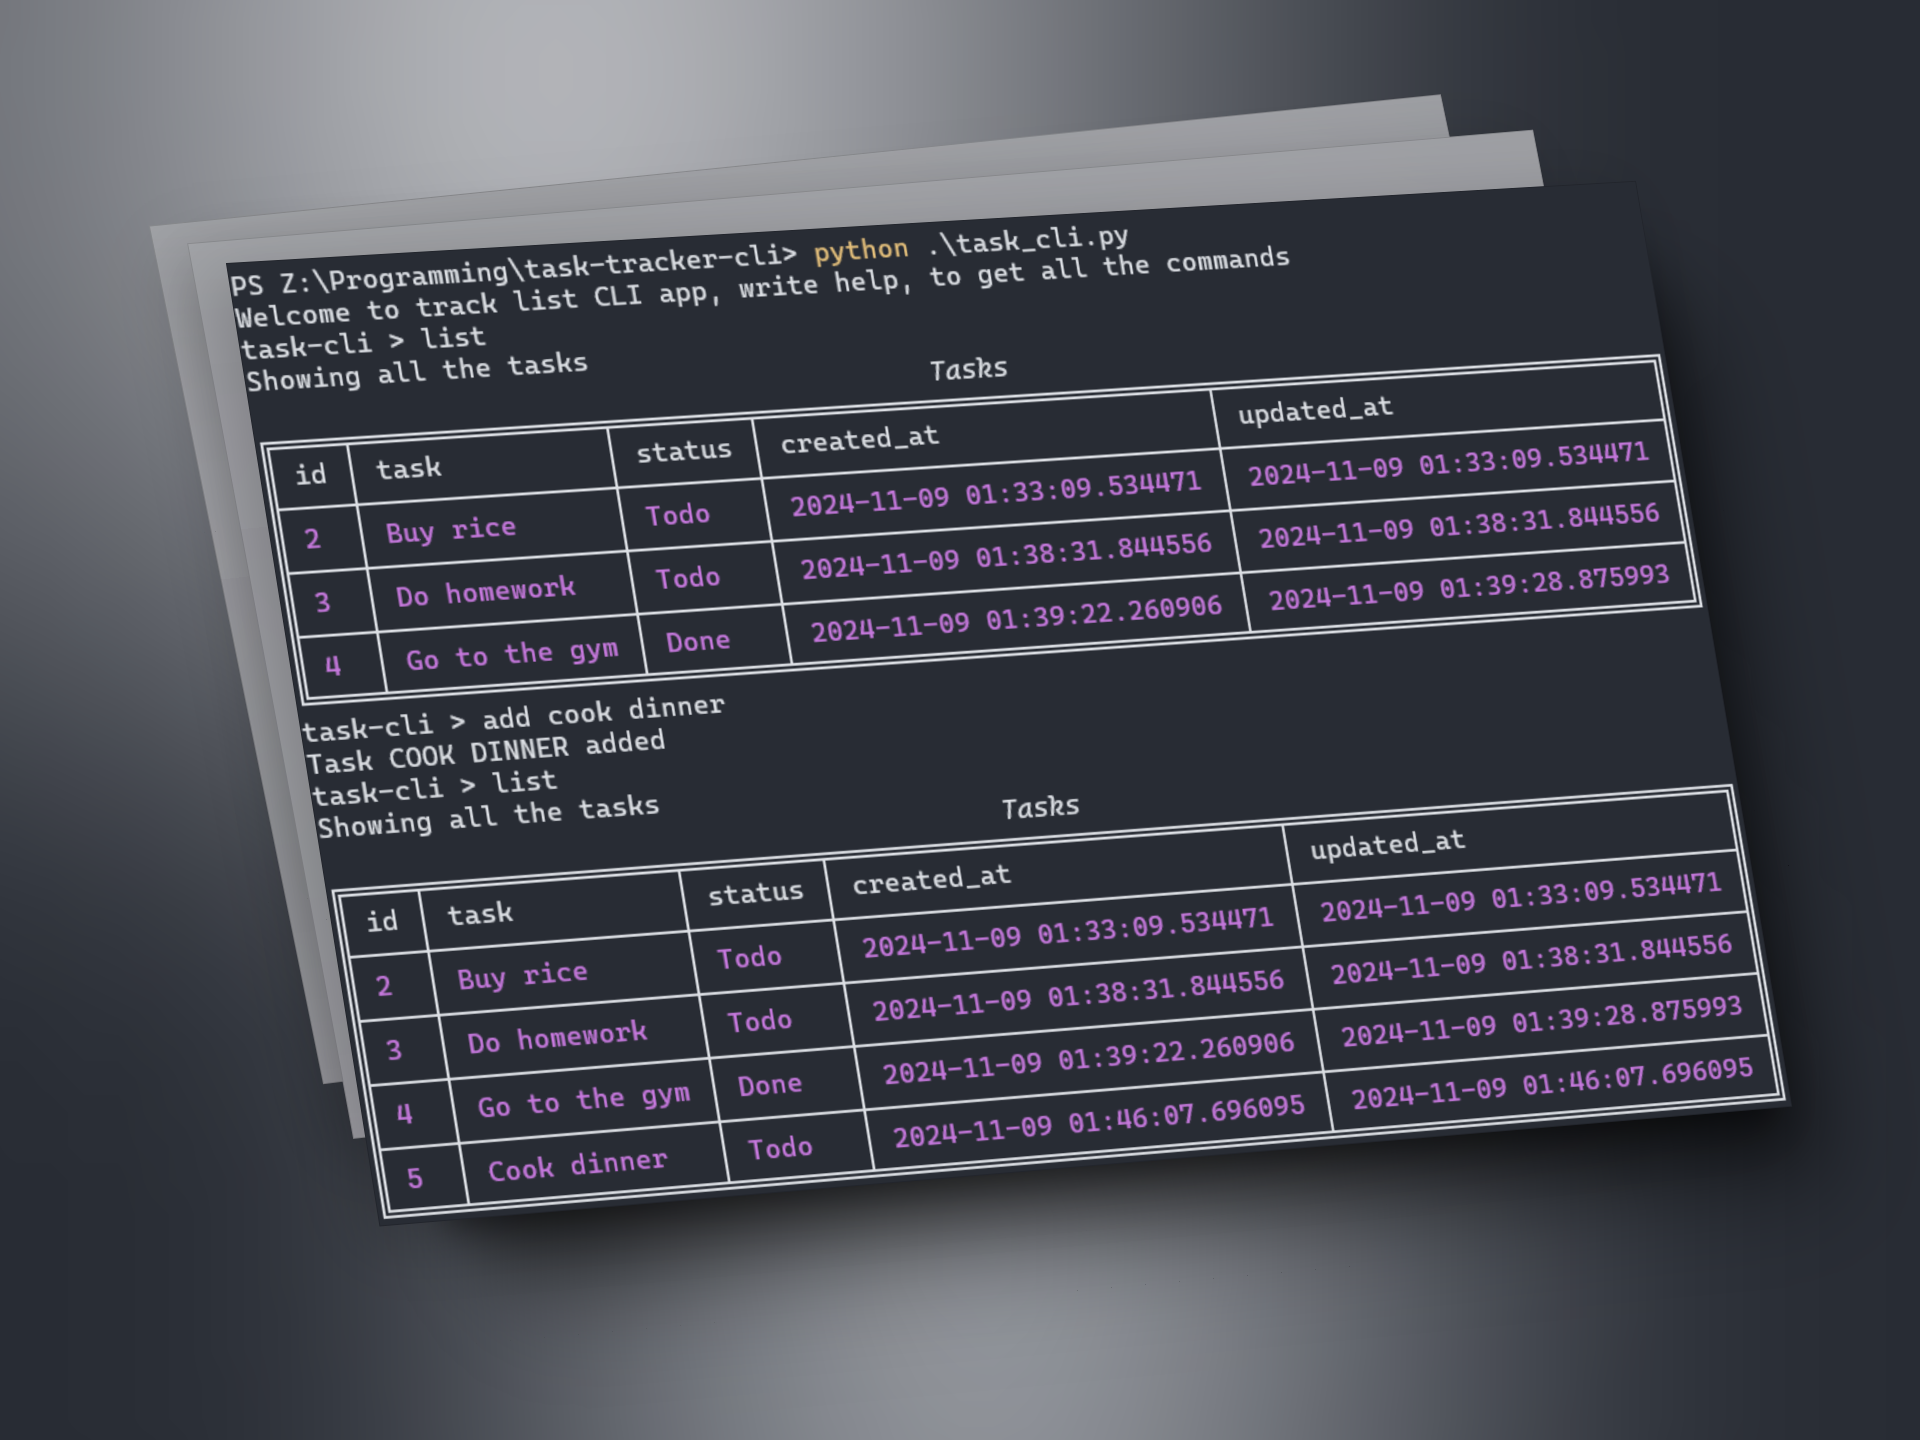 PS Z:\Programming\task-tracker-cli> python .\task_cli.py
Welcome to track list CLI app, write help, to get all the commands
task-cli > list
Showing all the tasks
Tasks
id task status created_at updated_at
2 Buy rice Todo 2024-11-09 01:33:09.534471 2024-11-09 01:33:09.534471
3 Do homework Todo 2024-11-09 01:38:31.844556 2024-11-09 01:38:31.844556
4 Go to the gym Done 2024-11-09 01:39:22.260906 2024-11-09 01:39:28.875993
task-cli > add cook dinner
Task COOK DINNER added
task-cli > list
Showing all the tasks
Tasks
id task status created_at updated_at
2 Buy rice Todo 2024-11-09 01:33:09.534471 2024-11-09 01:33:09.534471
3 Do homework Todo 2024-11-09 01:38:31.844556 2024-11-09 01:38:31.844556
4 Go to the gym Done 2024-11-09 01:39:22.260906 2024-11-09 01:39:28.875993
5 Cook dinner Todo 2024-11-09 01:46:07.696095 2024-11-09 01:46:07.696095